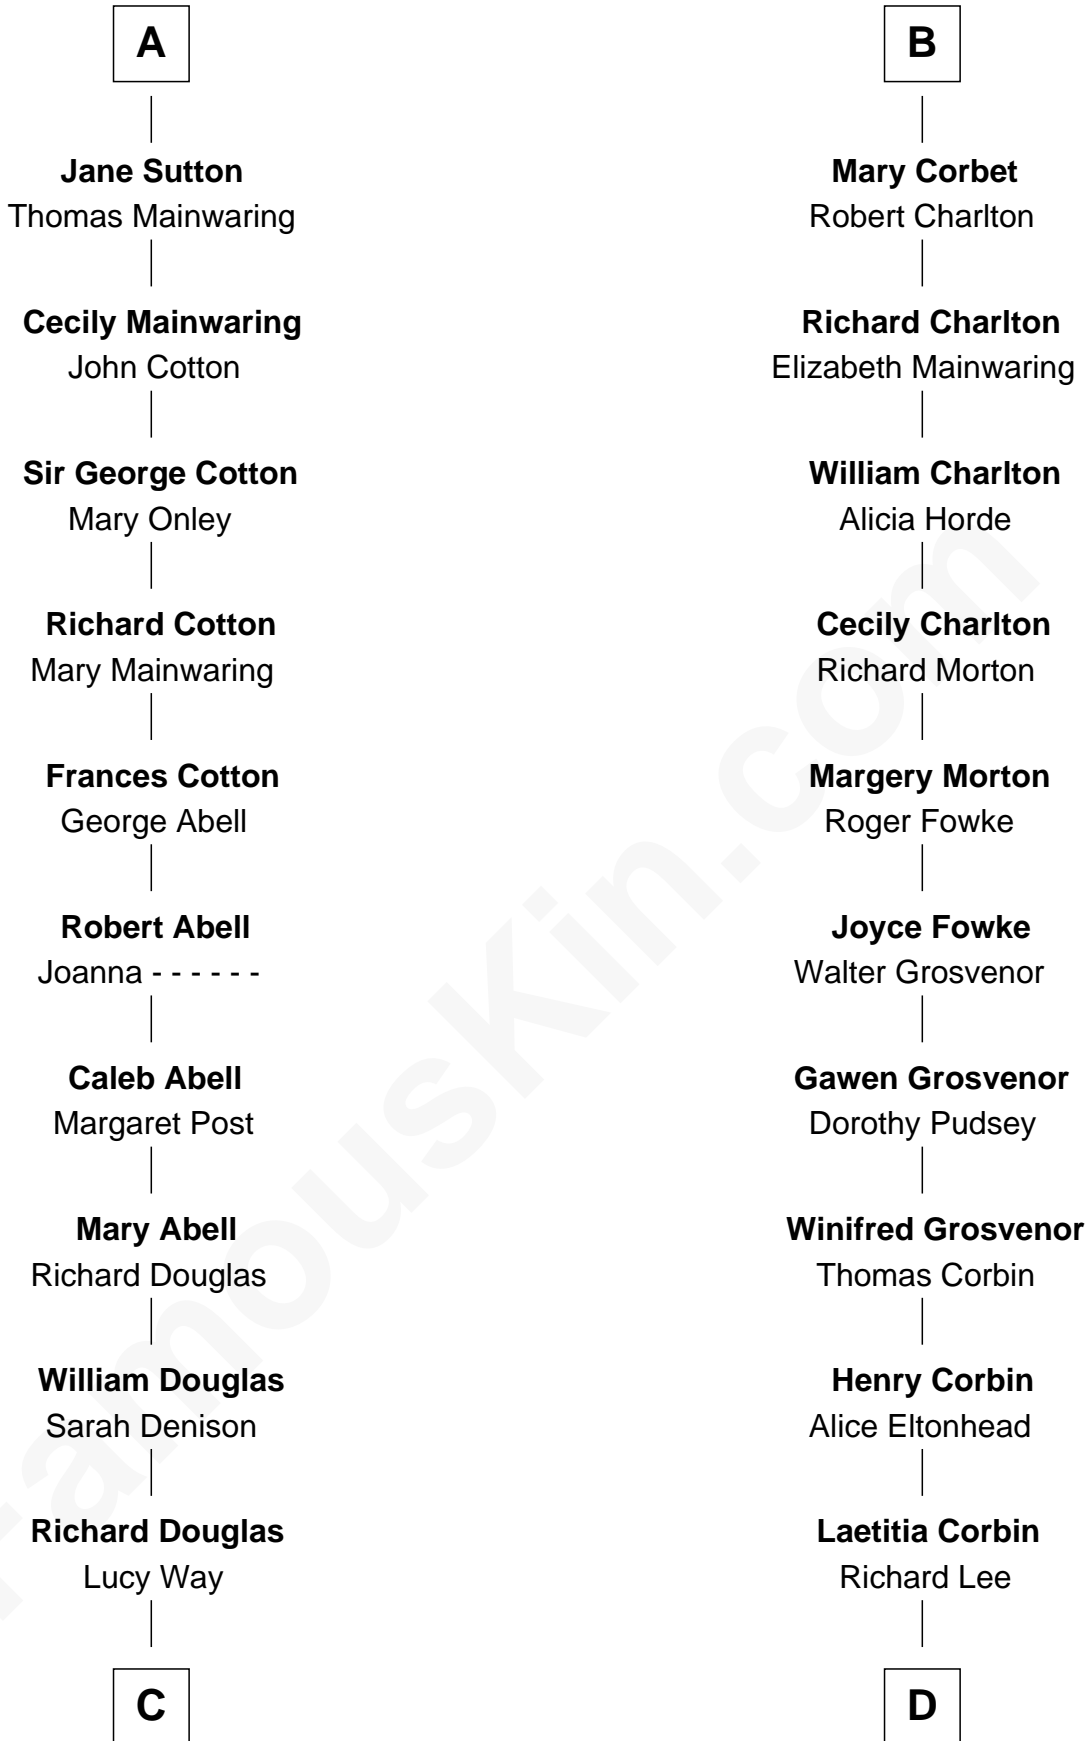 A
Jane Sutton
Thomas Mainwaring
Cecily Mainwaring
John Cotton
Sir George Cotton
Mary Onley
Richard Cotton
Mary Mainwaring
Frances Cotton
George Abell
Robert Abell
Joanna - - - - - -
Caleb Abell
Margaret Post
Mary Abell
Richard Douglas
William Douglas
Sarah Denison
Richard Douglas
Lucy Way
C
B
Mary Corbet
Robert Charlton
Richard Charlton
Elizabeth Mainwaring
William Charlton
Alicia Horde
Cecily Charlton
Richard Morton
Margery Morton
Roger Fowke
Joyce Fowke
Walter Grosvenor
Gawen Grosvenor
Dorothy Pudsey
Winifred Grosvenor
Thomas Corbin
Henry Corbin
Alice Eltonhead
Laetitia Corbin
Richard Lee
D
FamousKin.com